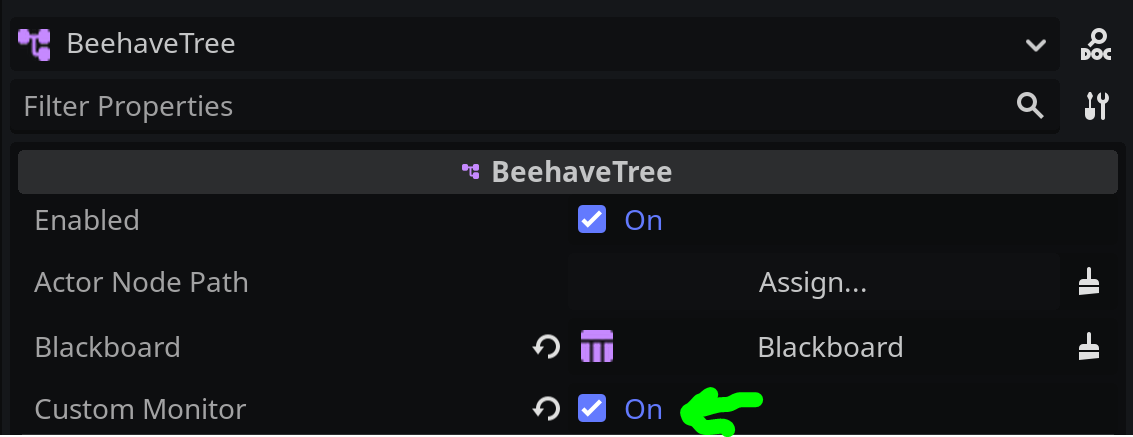 BeehaveTree
DOC
Filter Properties
BeehaveTree
Enabled On
Actor Node Path Assign...
Blackboard Blackboard
Custom Monitor On